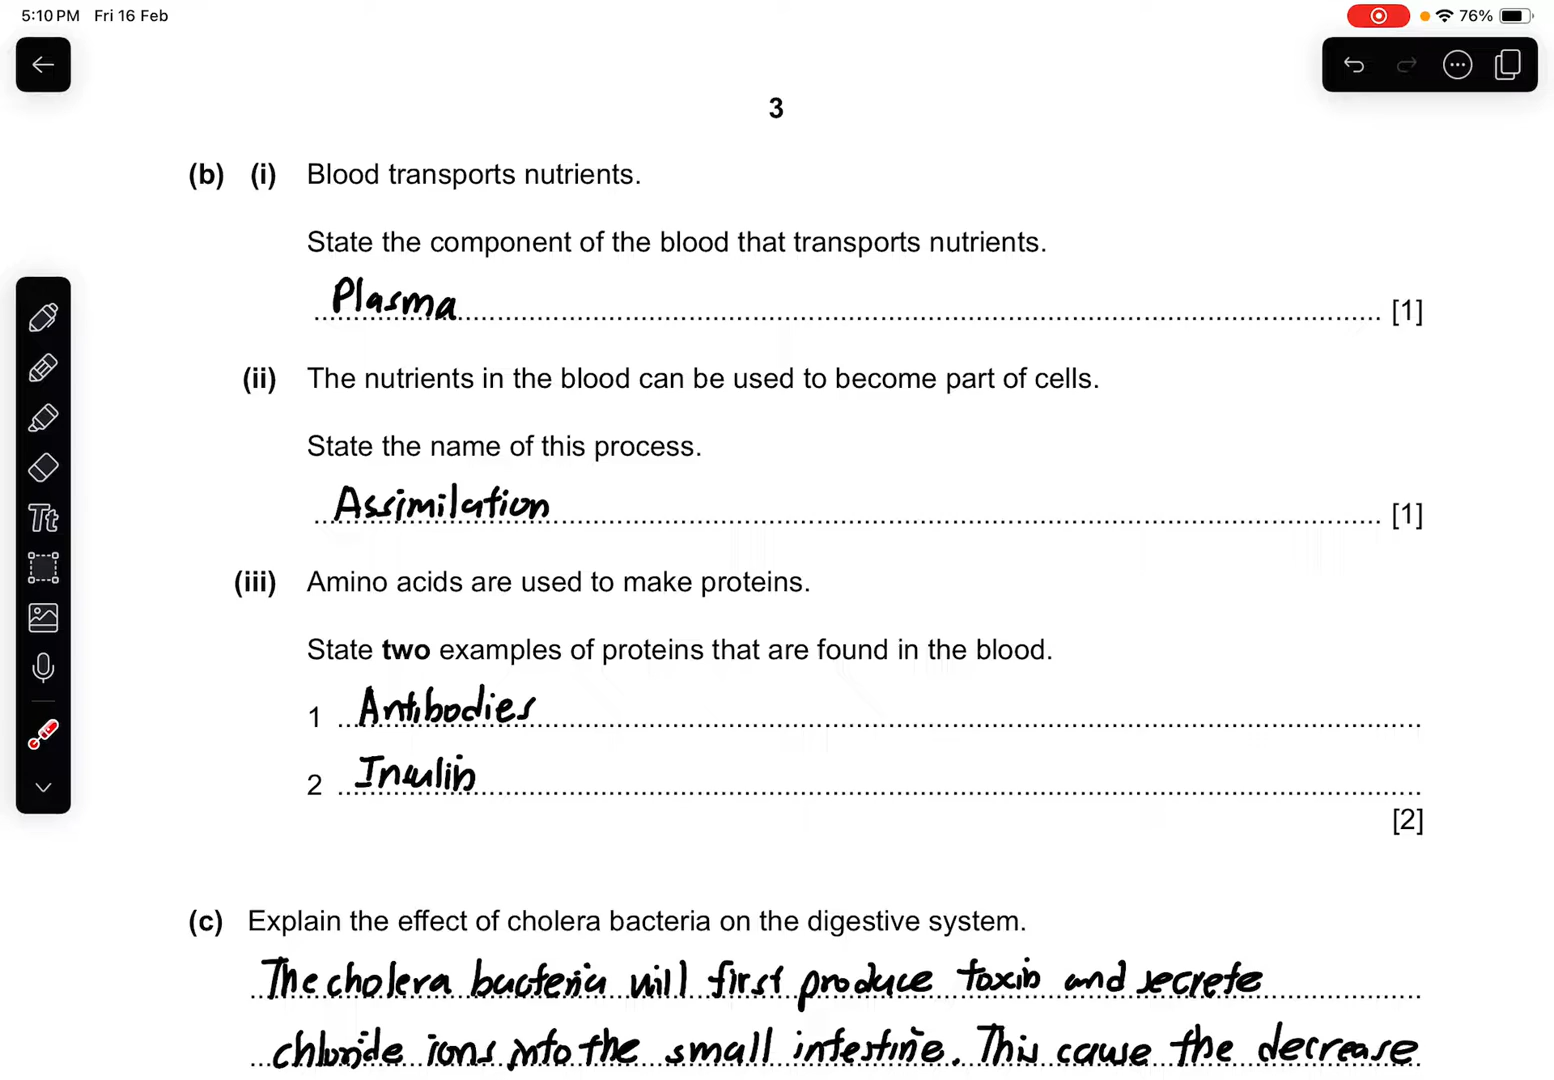 5:10 PM Fri 16 Feb 76%
3
(b) (i) Blood transports nutrients.
State the component of the blood that transports nutrients.
Plasma [1]
(ii) The nutrients in the blood can be used to become part of cells.
State the name of this process.
Assimilation [1]
(iii) Amino acids are used to make proteins.
State two examples of proteins that are found in the blood.
1 Antibodies
2 Insulin
[2]
(c) Explain the effect of cholera bacteria on the digestive system.
The cholera bacteria will first produce toxin and secrete
chloride ions into the small intestine. This cause the decrease
Tt